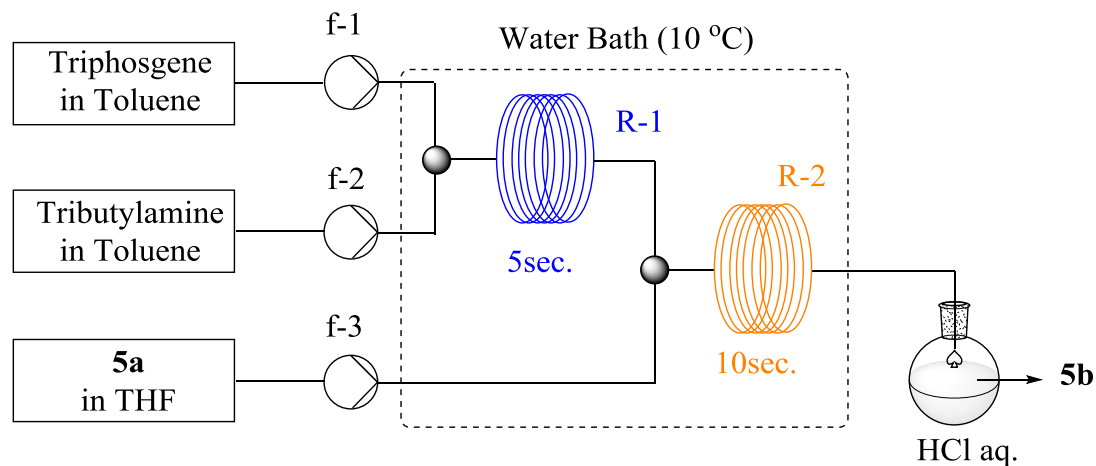 f-1
Water Bath (10 °C)
Triphosgene
in Toluene
R-1
f-2
R-2
Tributylamine
in Toluene
5sec.
f-3
5a
in THF
10sec.
5b
HCl aq.